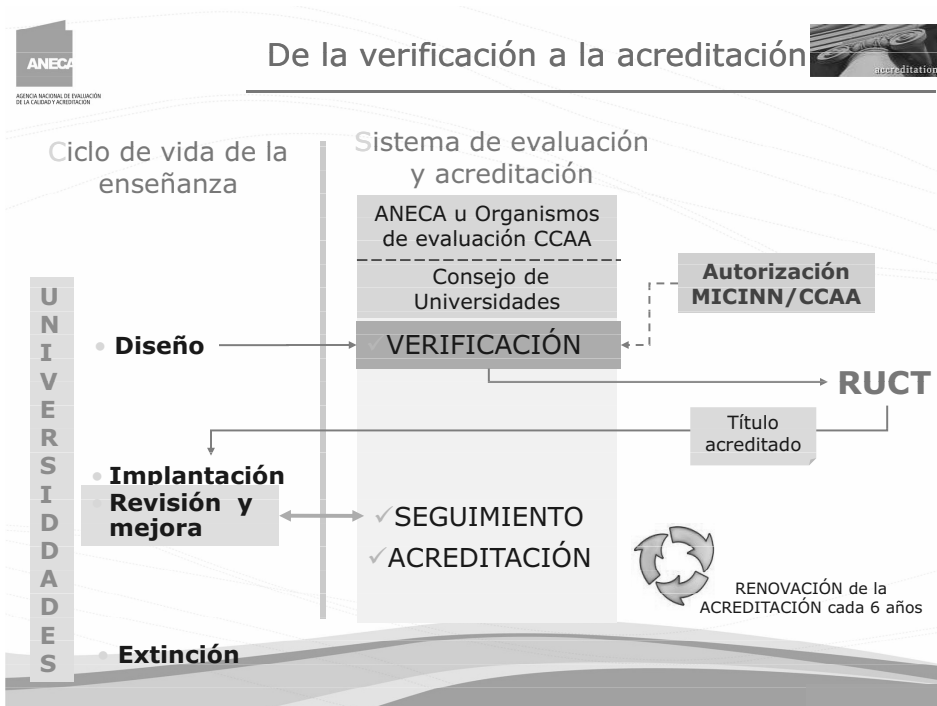 ANECA
AGENCIA NACIONAL DE EVALUACIÓN
DE LA CALIDAD Y ACREDITACIÓN
De la verificación a la acreditación
accreditation
Ciclo de vida de la
enseñanza
Sistema de evaluación
y acreditación
ANECA u Organismos
de evaluación CCAA
Consejo de
Universidades
Autorización
MICINN/CCAA
U
N
I
V
E
R
S
I
D
D
A
D
E
S
• Diseño
✓VERIFICACIÓN
RUCT
Título
acreditado
• Implantación
• Revisión y
mejora
✓SEGUIMIENTO
✓ACREDITACIÓN
RENOVACIÓN de la
ACREDITACIÓN cada 6 años
• Extinción